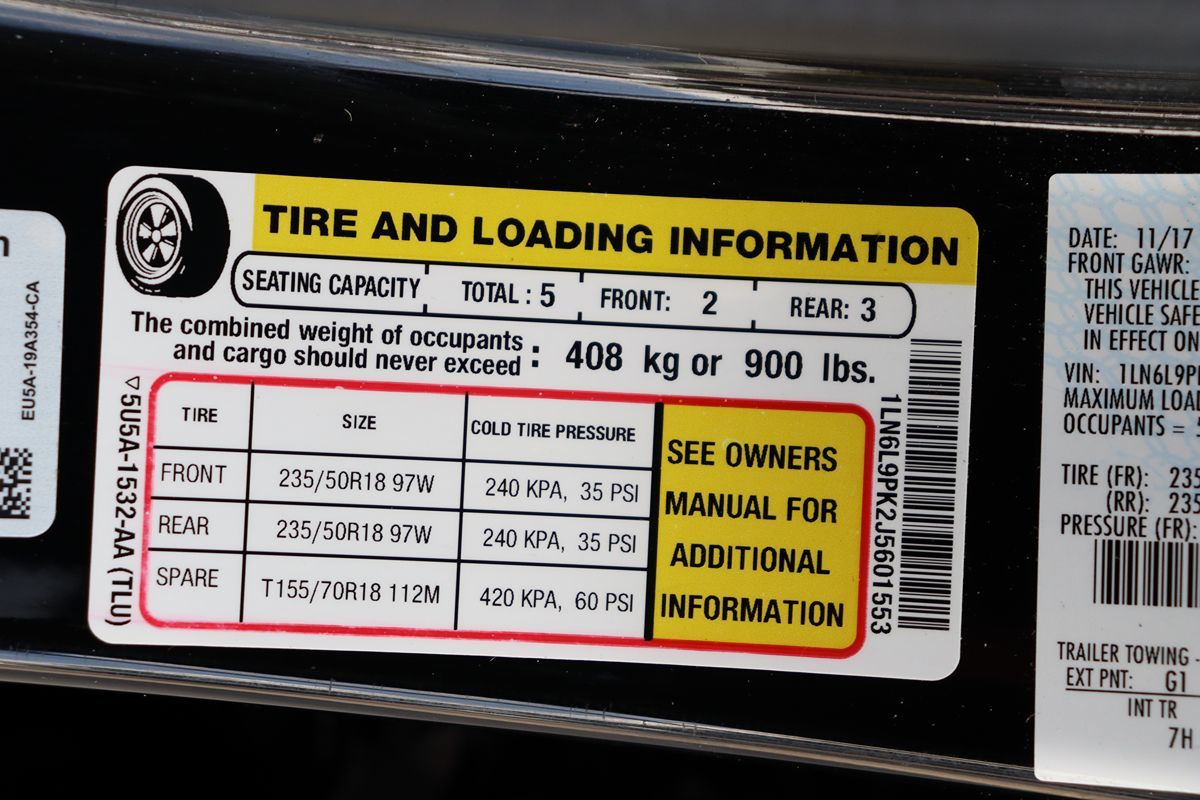 EU5A-19A354-CA
TIRE AND LOADING INFORMATION
SEATING CAPACITY TOTAL : 5 FRONT: 2 REAR: 3
The combined weight of occupants
and cargo should never exceed : 408 kg or 900 lbs.
TIRE SIZE COLD TIRE PRESSURE
FRONT 235/50R18 97W 240 KPA, 35 PSI
REAR 235/50R18 97W 240 KPA, 35 PSI
SPARE T155/70R18 112M 420 KPA, 60 PSI
SEE OWNERS
MANUAL FOR
ADDITIONAL
INFORMATION
5U5A-1532-AA (TLU)
1LN6L9PK2J5601553
DATE: 11/17
FRONT GAWR:
THIS VEHICLE
VEHICLE SAFE
IN EFFECT ON
VIN: 1LN6L9P
MAXIMUM LOA
OCCUPANTS =
TIRE (FR): 235
(RR): 235
PRESSURE (FR):
TRAILER TOWING -
EXT PNT: G1
INT TR
7H